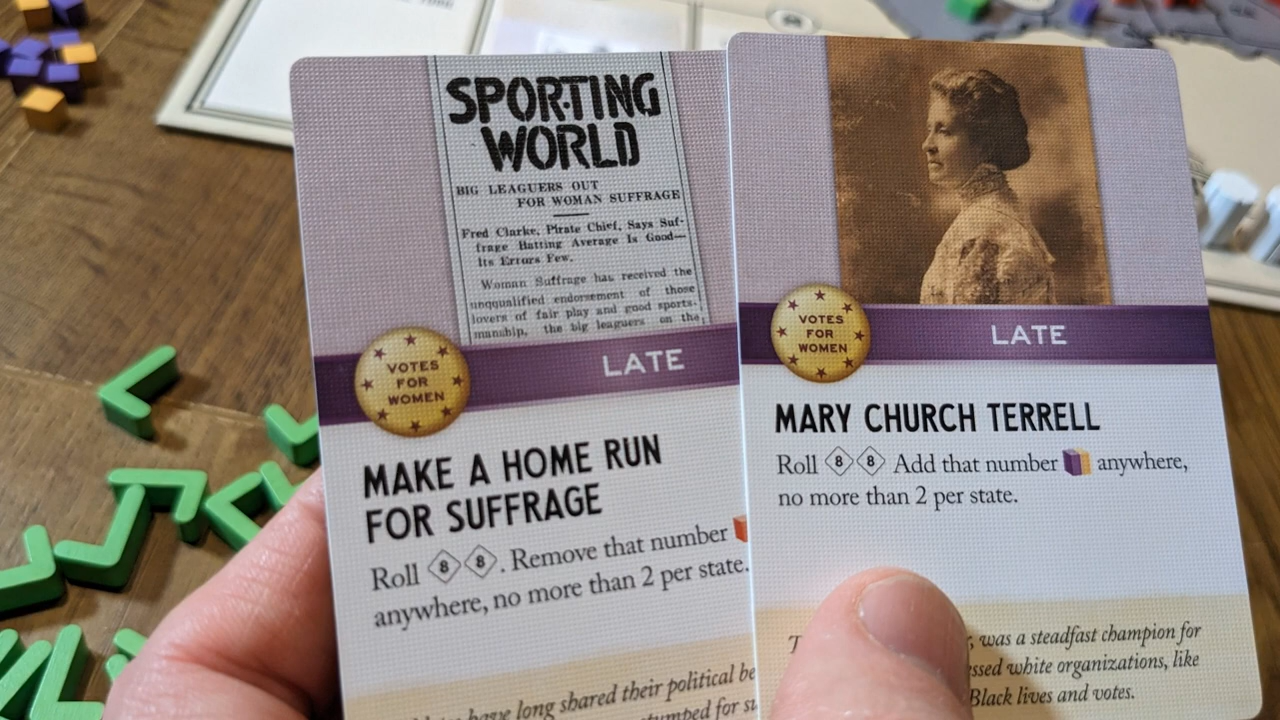 SPORTING
WORLD
BIG LEAGUERS OUT
FOR WOMAN SUFFRAGE
Fred Clarke, Pirate Chief, Says Suf-
frage Batting Average Is Good—
Its Errors Few.
Woman Suffrage has received the
unqualified endorsement of those
lovers of fair play and good sports-
manship, the big leaguers on the
VOTES
FOR
WOMEN
LATE
MAKE A HOME RUN
FOR SUFFRAGE
Roll 8 8. Remove that number
anywhere, no more than 2 per state.
have long shared their political
VOTES
FOR
WOMEN
LATE
MARY CHURCH TERRELL
Roll 8 8 Add that number anywhere,
no more than 2 per state.
, was a steadfast champion for
white organizations, like
Black lives and votes.